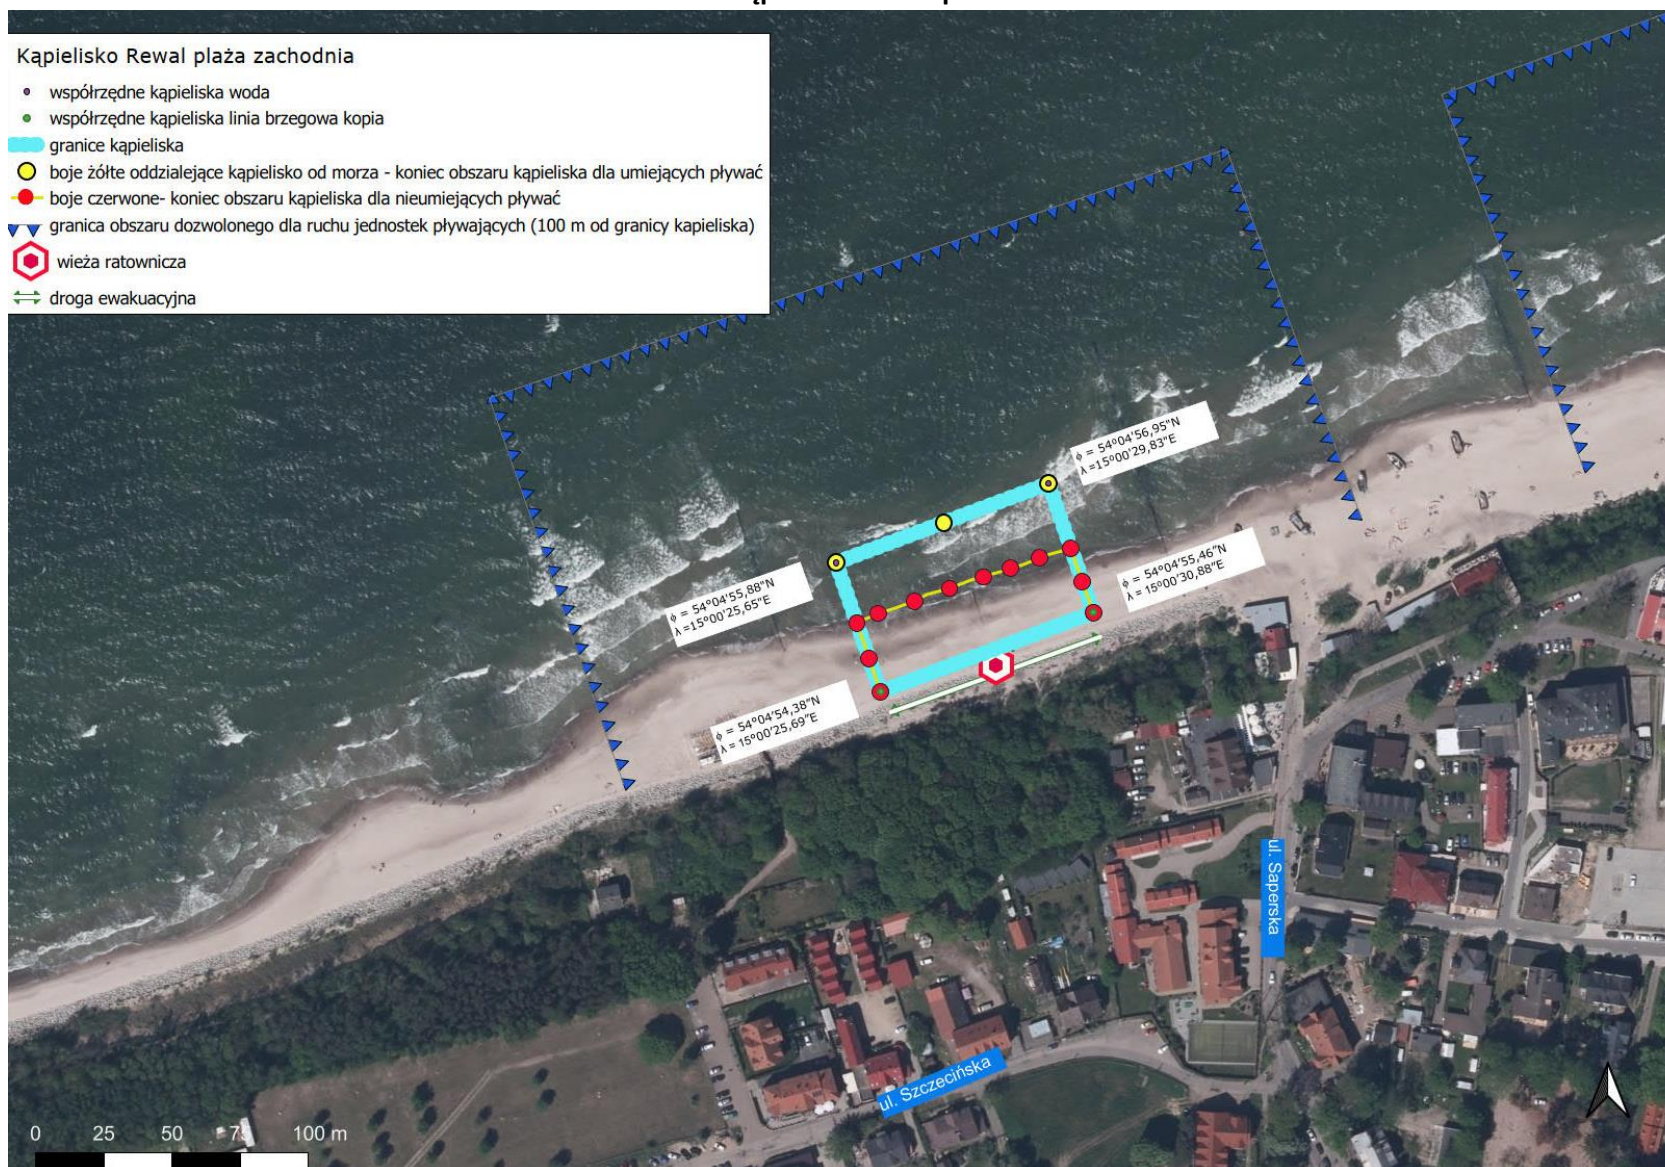 Kąpielisko Rewal plaża zachodnia
współrzędne kąpieliska woda
współrzędne kąpieliska linia brzegowa kopia
granice kąpieliska
boje żółte oddzialejące kąpielisko od morza - koniec obszaru kąpieliska dla umiejących pływać
boje czerwone- koniec obszaru kąpieliska dla nieumiejących pływać
granica obszaru dozwolonego dla ruchu jednostek pływających (100 m od granicy kapieliska)
wieża ratownicza
droga ewakuacyjna
ϕ = 54°04'56,95"N
λ =15°00'29,83"E
ϕ = 54°04'55,88"N
λ =15°00'25,65"E
ϕ = 54°04'55,46"N
λ = 15°00'30,88"E
ϕ = 54°04'54,38"N
λ = 15°00'25,69"E
ul. Saperska
ul. Szczecińska
0 25 50 75 100 m